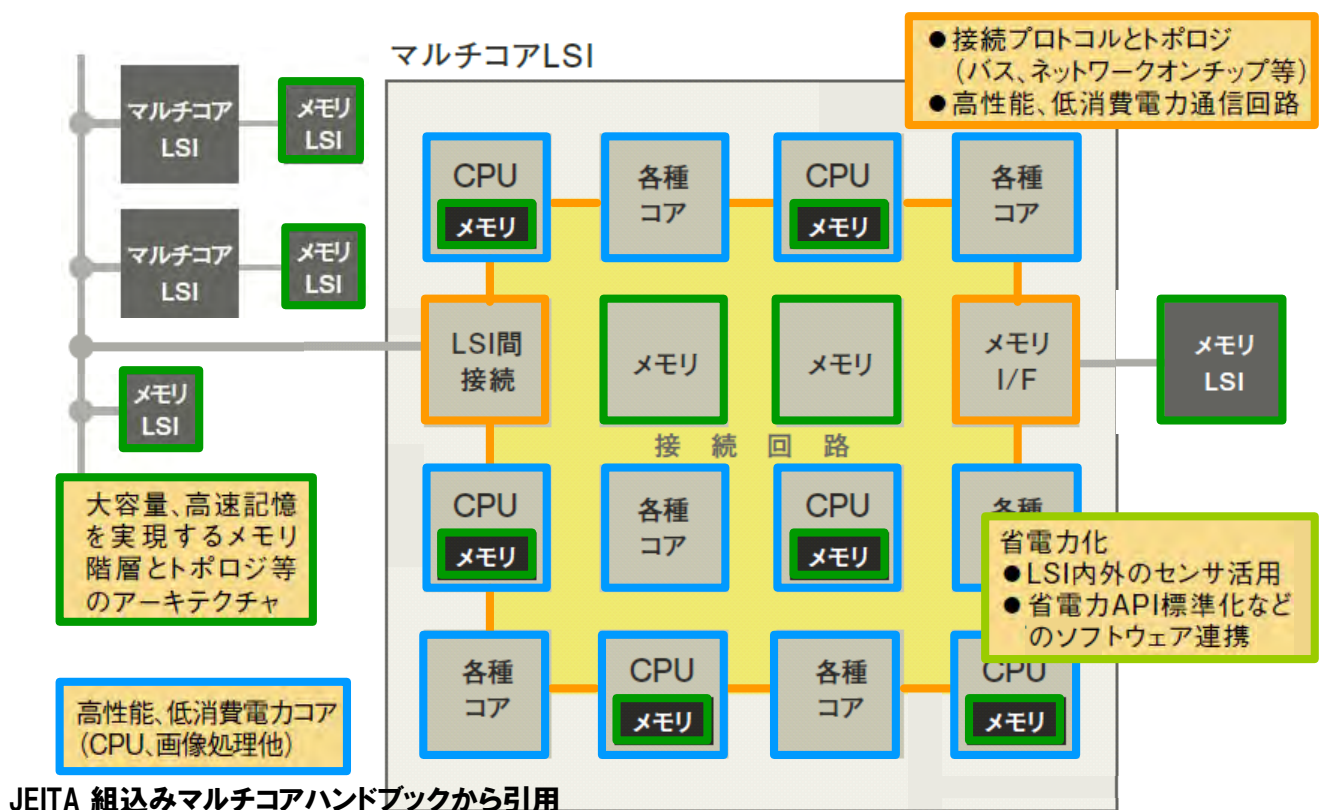 マルチコアLSI
●接続プロトコルとトポロジ
(バス、ネットワークオンチップ等)
●高性能、低消費電力通信回路
マルチコア
LSI
メモリ
LSI
マルチコア
LSI
メモリ
LSI
メモリ
LSI
CPU
メモリ
各種
コア
CPU
メモリ
各種
コア
LSI間
接続
メモリ
メモリ
メモリ
I/F
メモリ
LSI
接続回路
CPU
メモリ
各種
コア
CPU
メモリ
各種
各種
コア
CPU
メモリ
各種
コア
CPU
メモリ
大容量、高速記憶
を実現するメモリ
階層とトポロジ等
のアーキテクチャ
省電力化
●LSI内外のセンサ活用
●省電力API標準化など
のソフトウェア連携
高性能、低消費電力コア
(CPU、画像処理他)
JEITA 組込みマルチコアハンドブックから引用